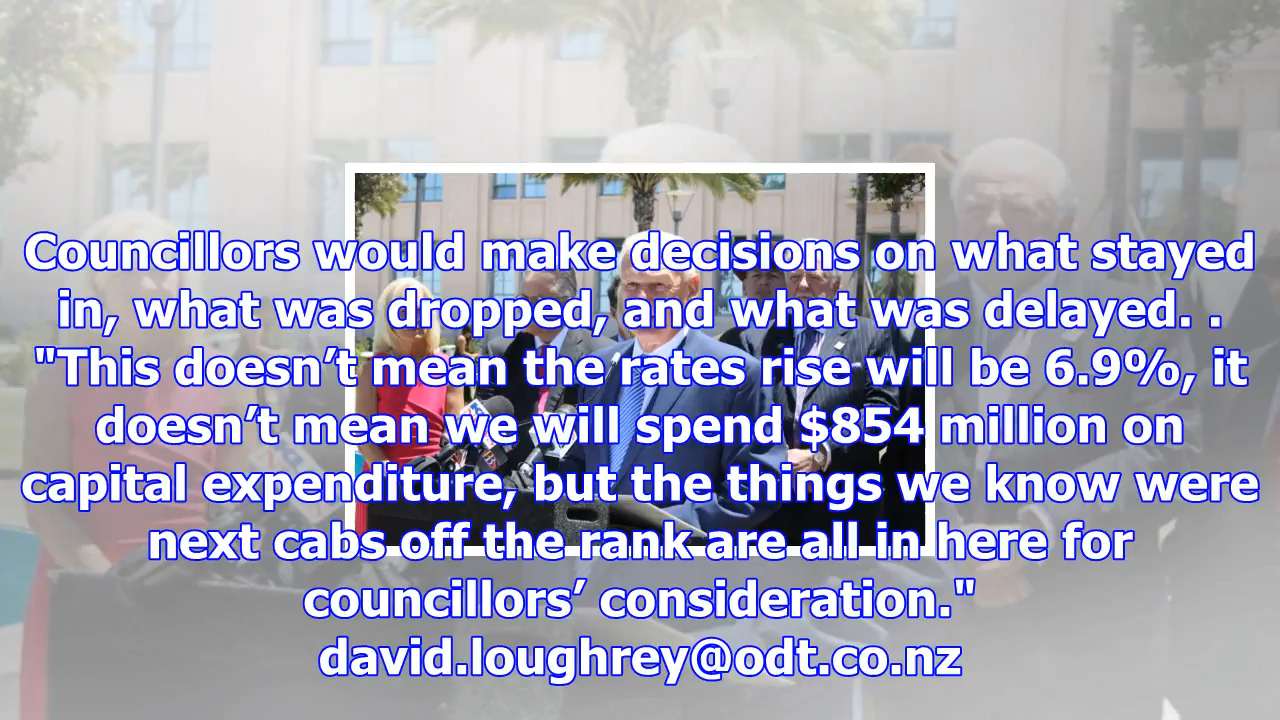 Councillors would make decisions on what stayed
in, what was dropped, and what was delayed. .
"This doesn’t mean the rates rise will be 6.9%, it
doesn’t mean we will spend $854 million on
capital expenditure, but the things we know were
next cabs off the rank are all in here for
councillors’ consideration."
david.loughrey@odt.co.nz